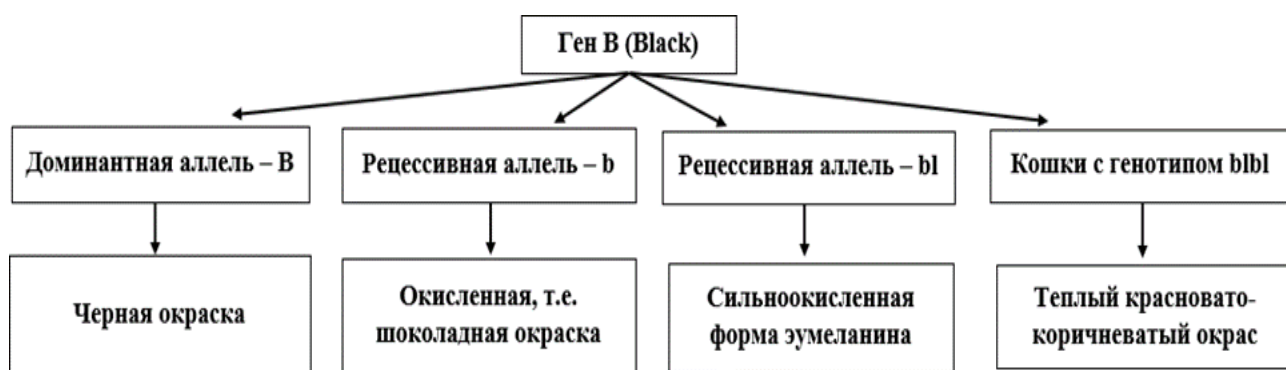 Ген В (Black)
Доминантная аллель – В
Рецессивная аллель – b
Рецессивная аллель – bl
Кошки с генотипом blbl
Черная окраска
Окисленная, т.е.
шоколадная окраска
Сильноокисленная
форма эумеланина
Теплый красновато-
коричневатый окрас